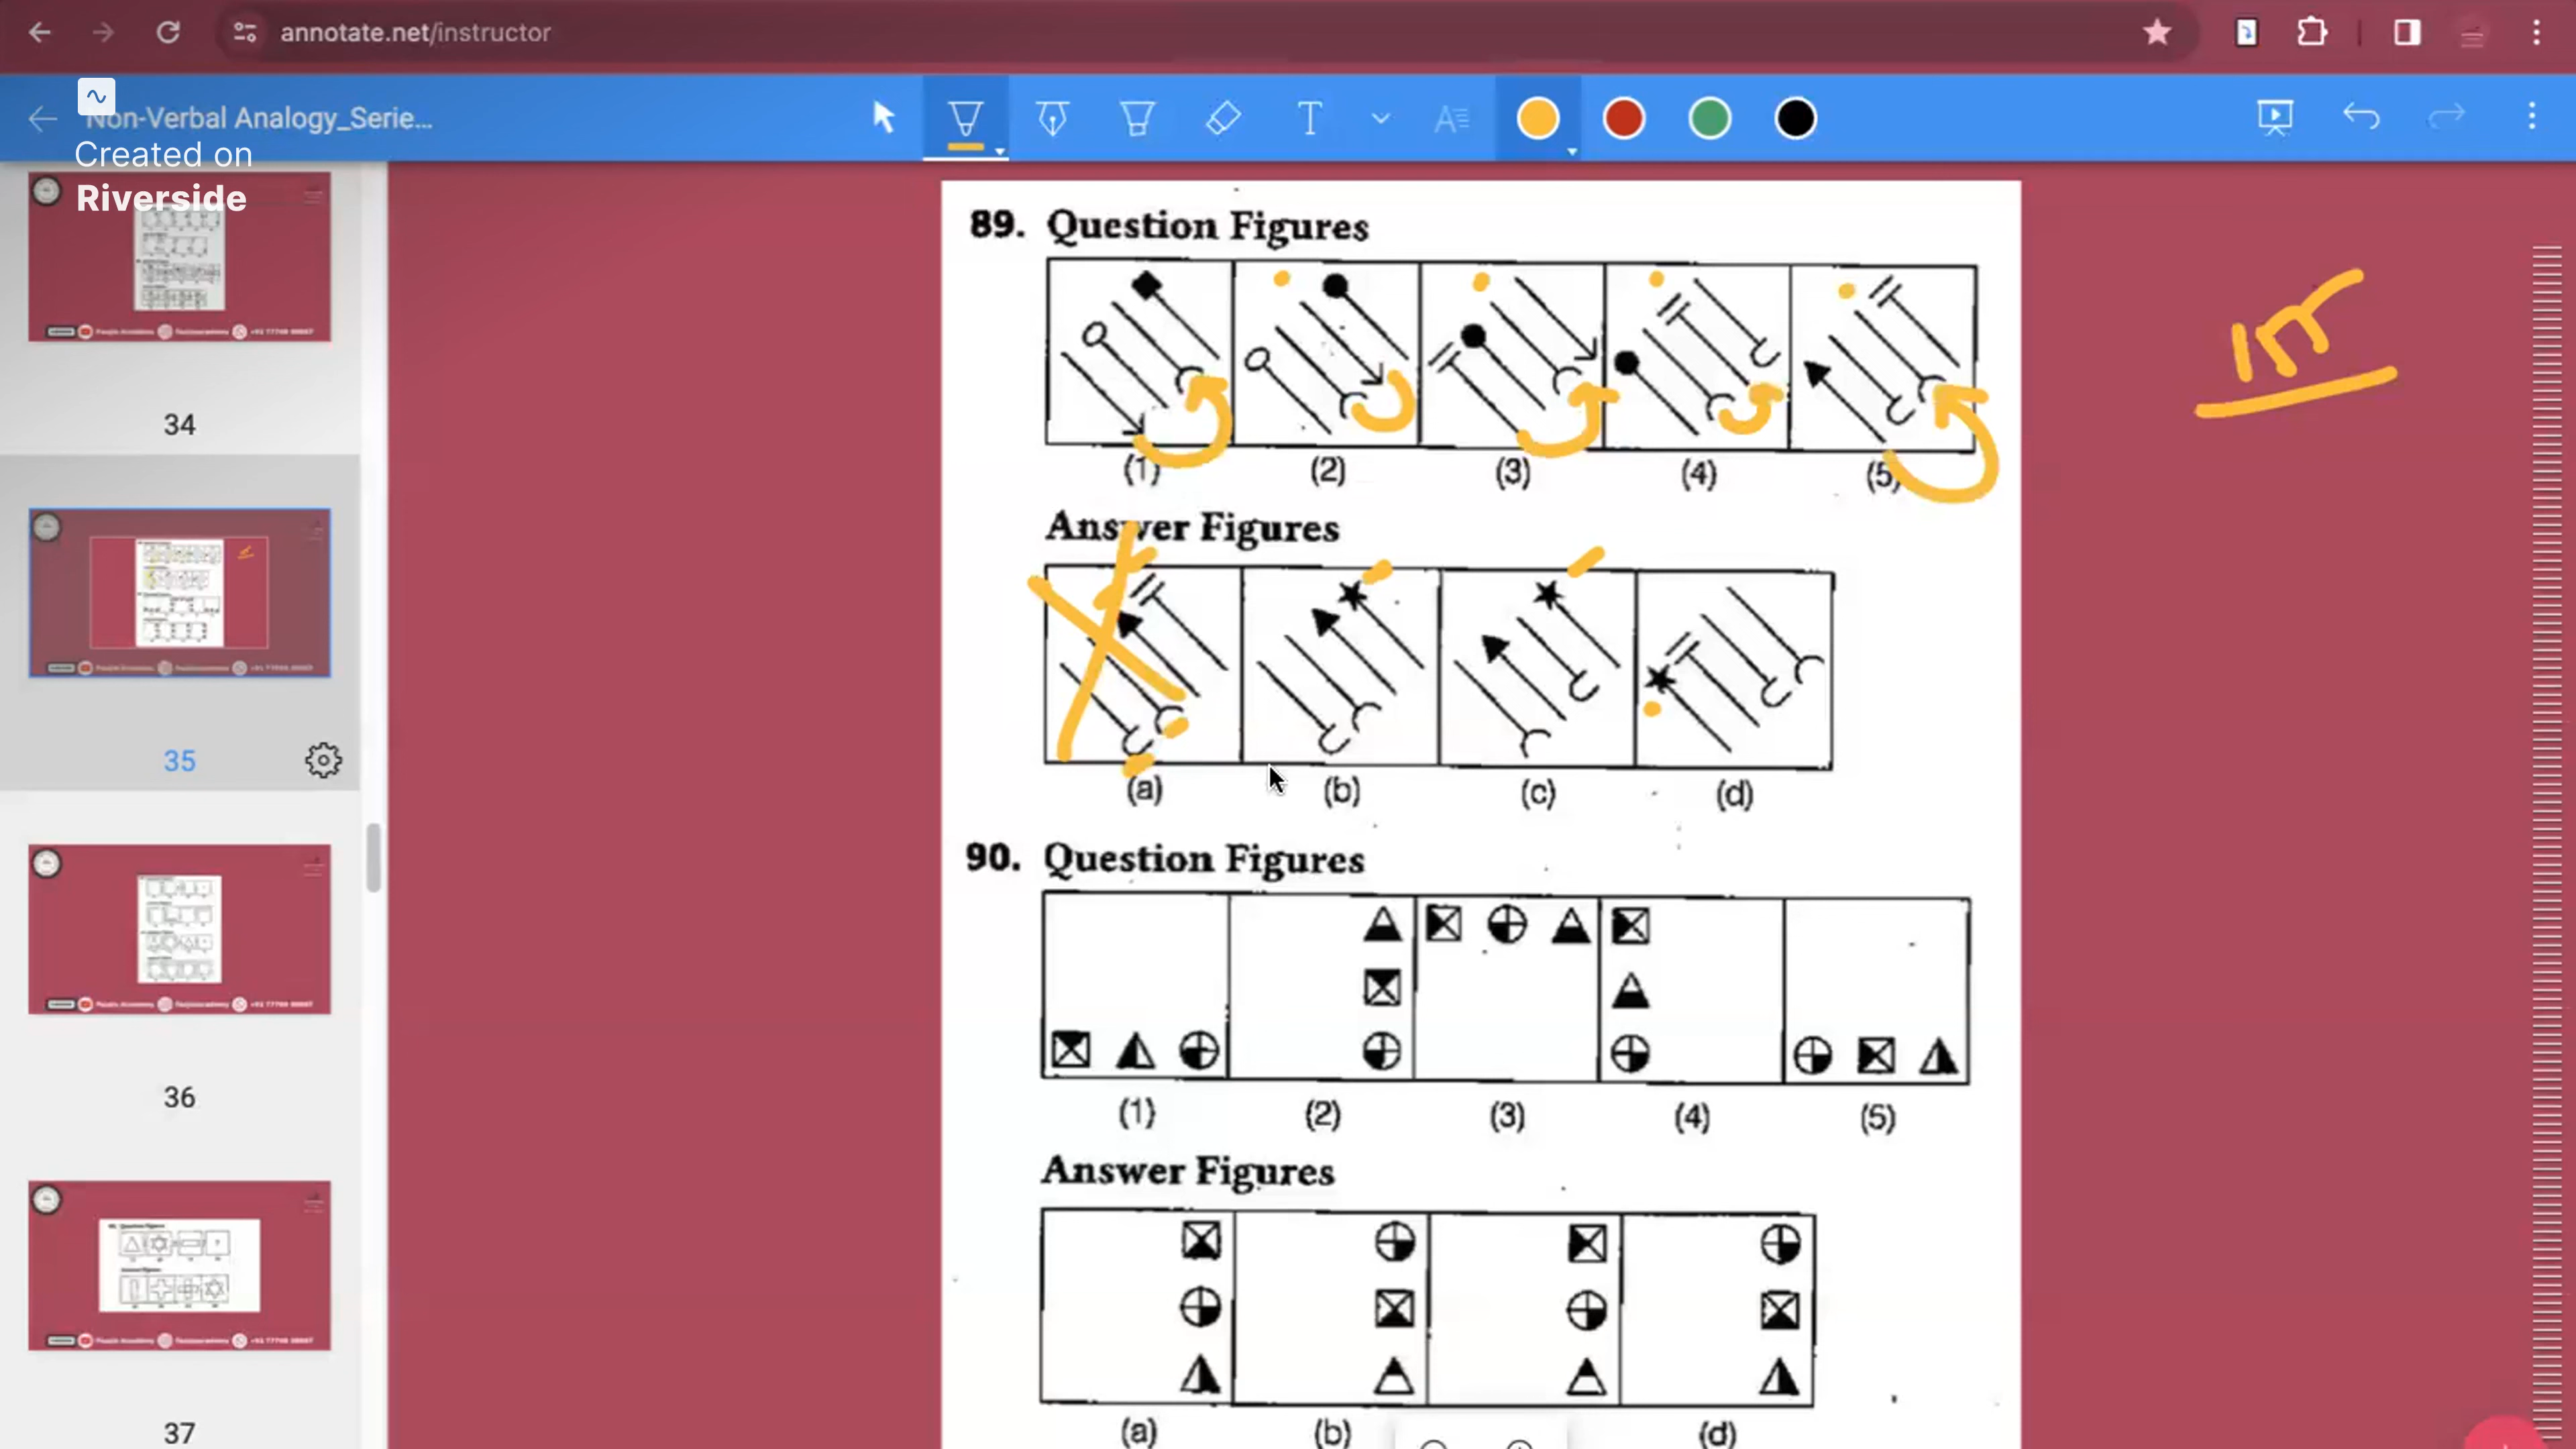 annotate.net/instructor
Non-Verbal Analogy_Serie...
Created on
Riverside
34
35
36
37
89. Question Figures
(1) (2) (3) (4) (5)
Answer Figures
(a) (b) (c) (d)
90. Question Figures
(1) (2) (3) (4) (5)
Answer Figures
(a) (b) (d)